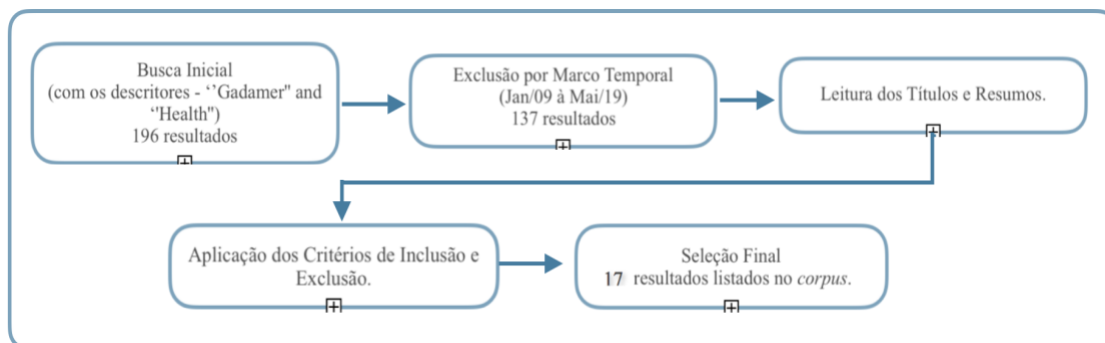 Busca Inicial
(com os descritores - ‘’Gadamer" and
‘"Health")
196 resultados
Exclusão por Marco Temporal
(Jan/09 à Mai/19)
137 resultados
Leitura dos Títulos e Resumos.
Aplicação dos Critérios de Inclusão e
Exclusão.
Seleção Final
17 resultados listados no corpus.